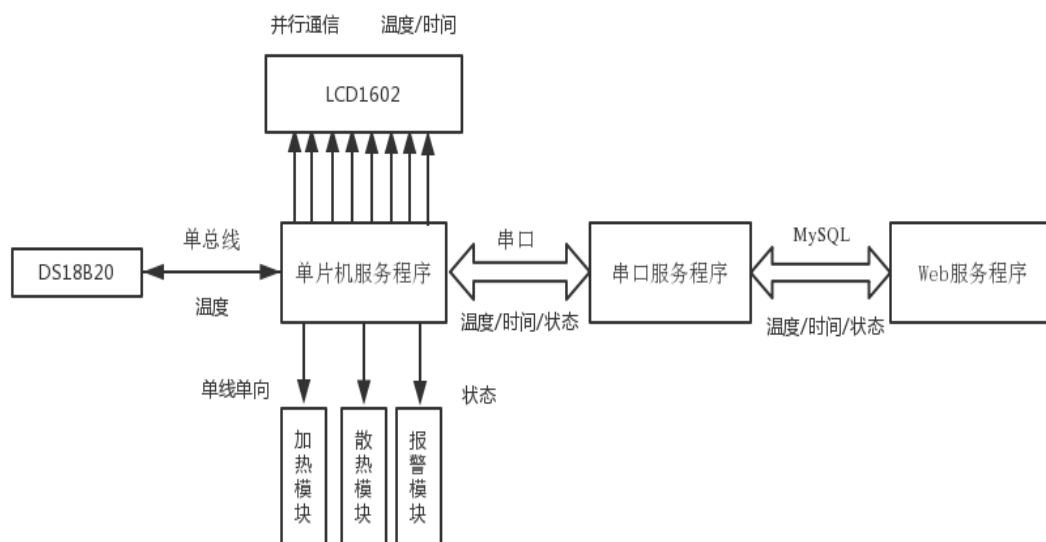 并行通信 温度/时间
LCD1602
单总线
DS18B20
温度
单片机服务程序
串口
温度/时间/状态
串口服务程序
MySQL
温度/时间/状态
Web服务程序
单线单向
状态
加热模块
散热模块
报警模块